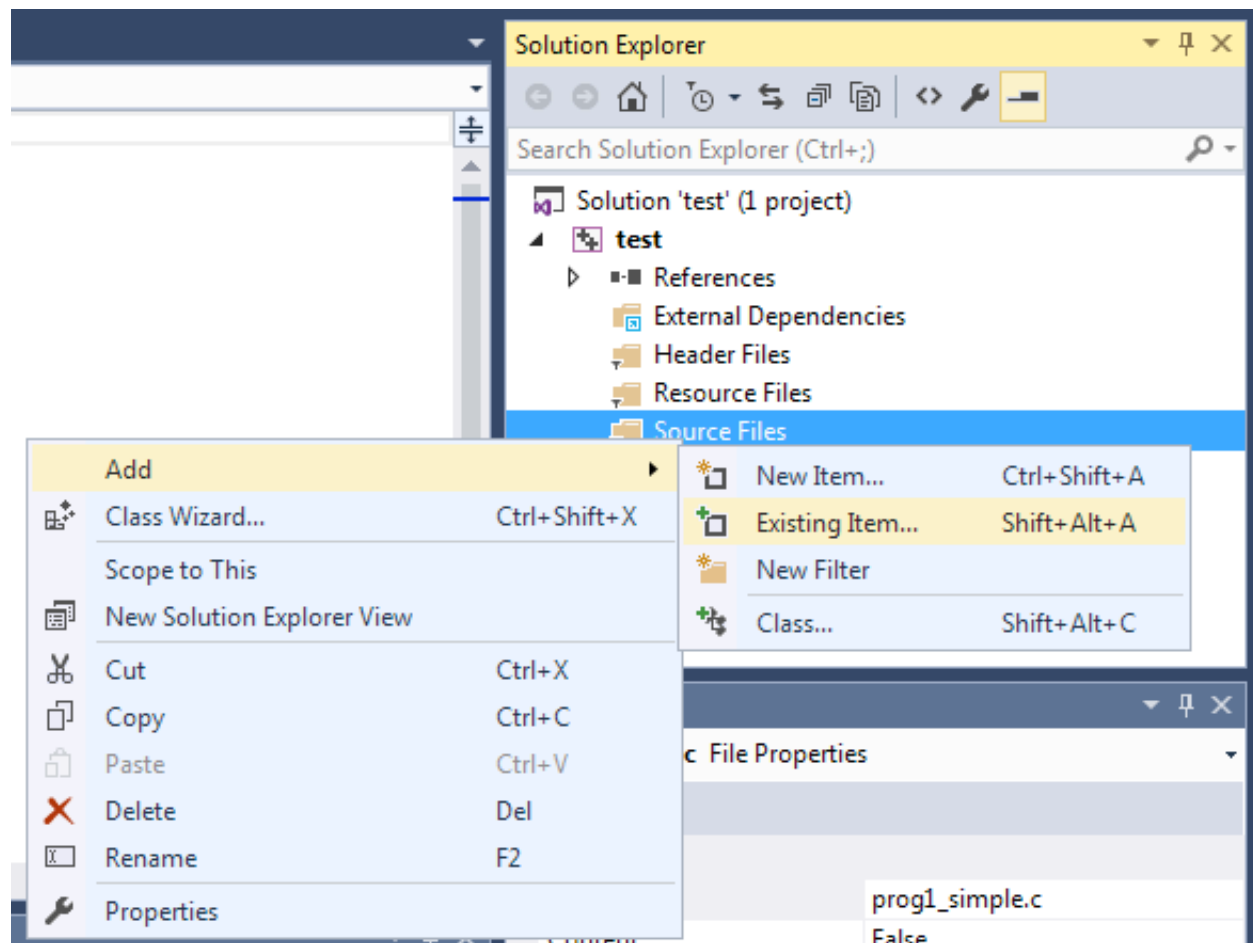 Solution Explorer
Search Solution Explorer (Ctrl+;)
Solution 'test' (1 project)
test
References
External Dependencies
Header Files
Resource Files
Source Files
Add
Class Wizard... Ctrl+Shift+X
Scope to This
New Solution Explorer View
Cut Ctrl+X
Copy Ctrl+C
Paste Ctrl+V
Delete Del
Rename F2
Properties
New Item... Ctrl+Shift+A
Existing Item... Shift+Alt+A
New Filter
Class... Shift+Alt+C
c File Properties
prog1_simple.c
Content False